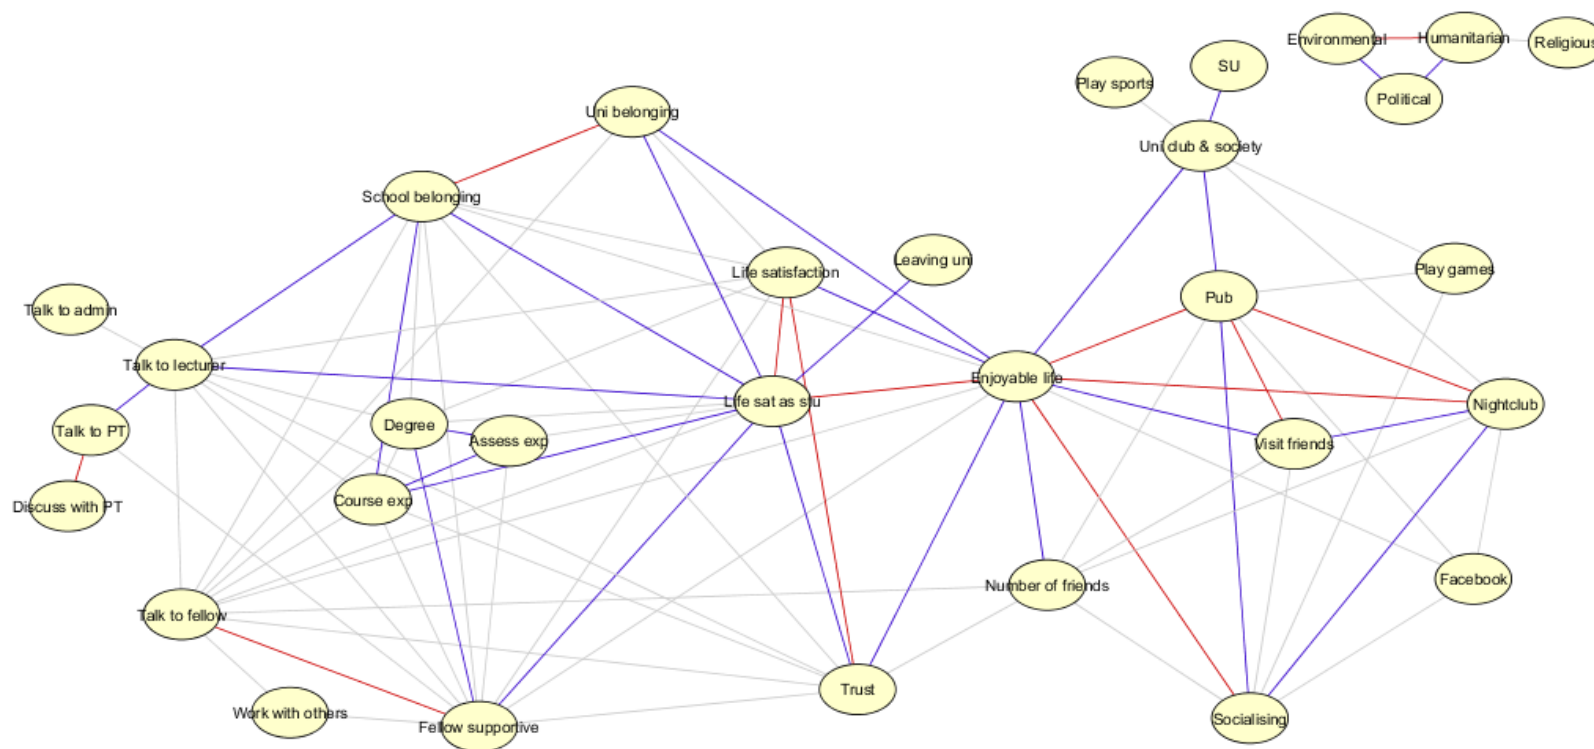 Environmental
Humanitarian
Religious
SU
Play sports
Political
Uni belonging
Uni club & society
School belonging
Leaving uni
Life satisfaction
Play games
Pub
Talk to admin
Talk to lecturer
Enjoyable life
Life sat as stu
Nightclub
Degree
Talk to PT
Assess exp
Visit friends
Course exp
Discuss with PT
Facebook
Number of friends
Talk to fellow
Trust
Work with others
Fellow supportive
Socialising